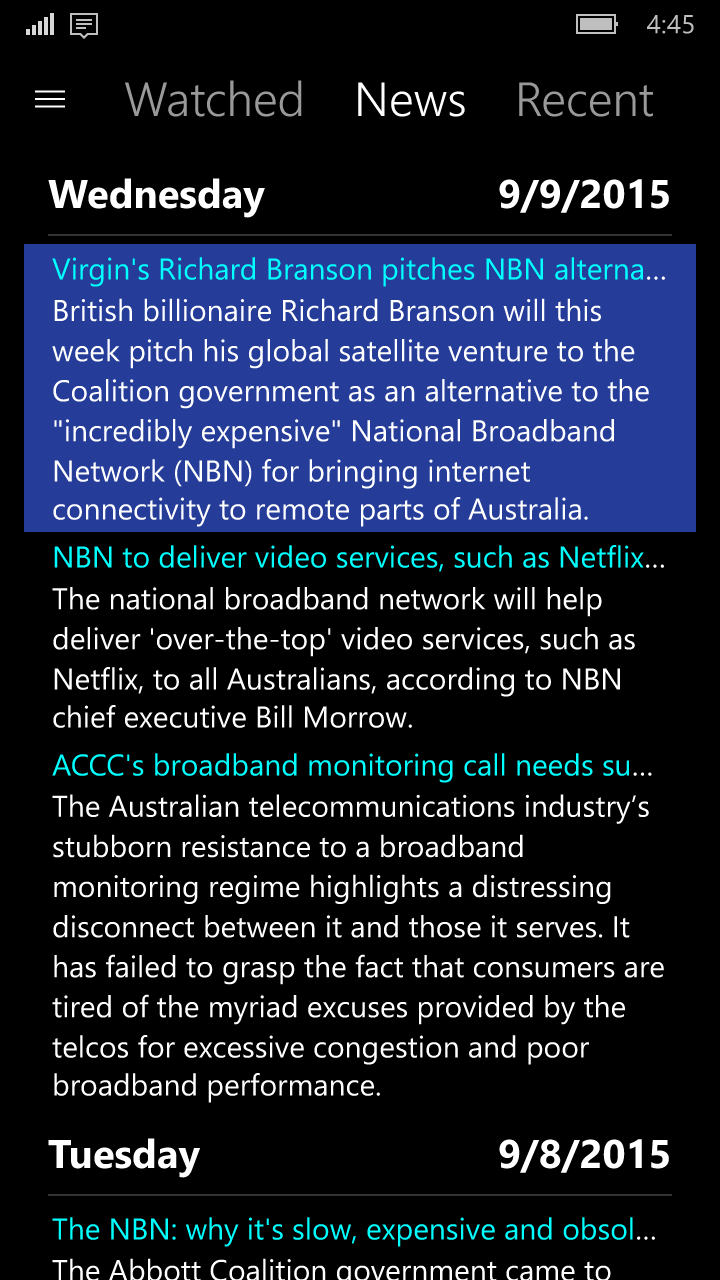 4:45
Watched News Recent
Wednesday 9/9/2015
Virgin's Richard Branson pitches NBN alterna...
British billionaire Richard Branson will this
week pitch his global satellite venture to the
Coalition government as an alternative to the
"incredibly expensive" National Broadband
Network (NBN) for bringing internet
connectivity to remote parts of Australia.
NBN to deliver video services, such as Netflix...
The national broadband network will help
deliver 'over-the-top' video services, such as
Netflix, to all Australians, according to NBN
chief executive Bill Morrow.
ACCC's broadband monitoring call needs su...
The Australian telecommunications industry’s
stubborn resistance to a broadband
monitoring regime highlights a distressing
disconnect between it and those it serves. It
has failed to grasp the fact that consumers are
tired of the myriad excuses provided by the
telcos for excessive congestion and poor
broadband performance.
Tuesday 9/8/2015
The NBN: why it's slow, expensive and obsol...
The Abbott Coalition government came to